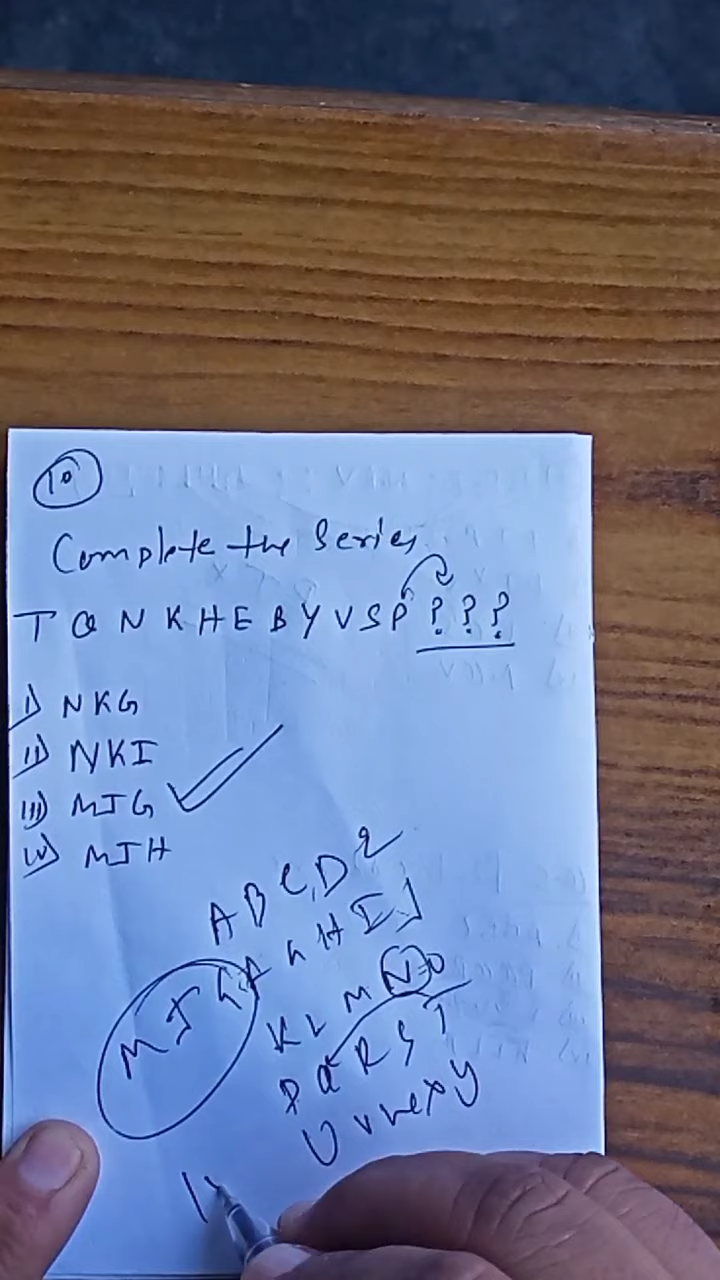 10
Complete the Series
T Q N K H E B Y V S P ? ? ?
I) NKG
II) NKI
III) MJG
IV) MJH
A B C D E
F G H I J
K L M N O
P Q R S T
U V W X Y
M J G